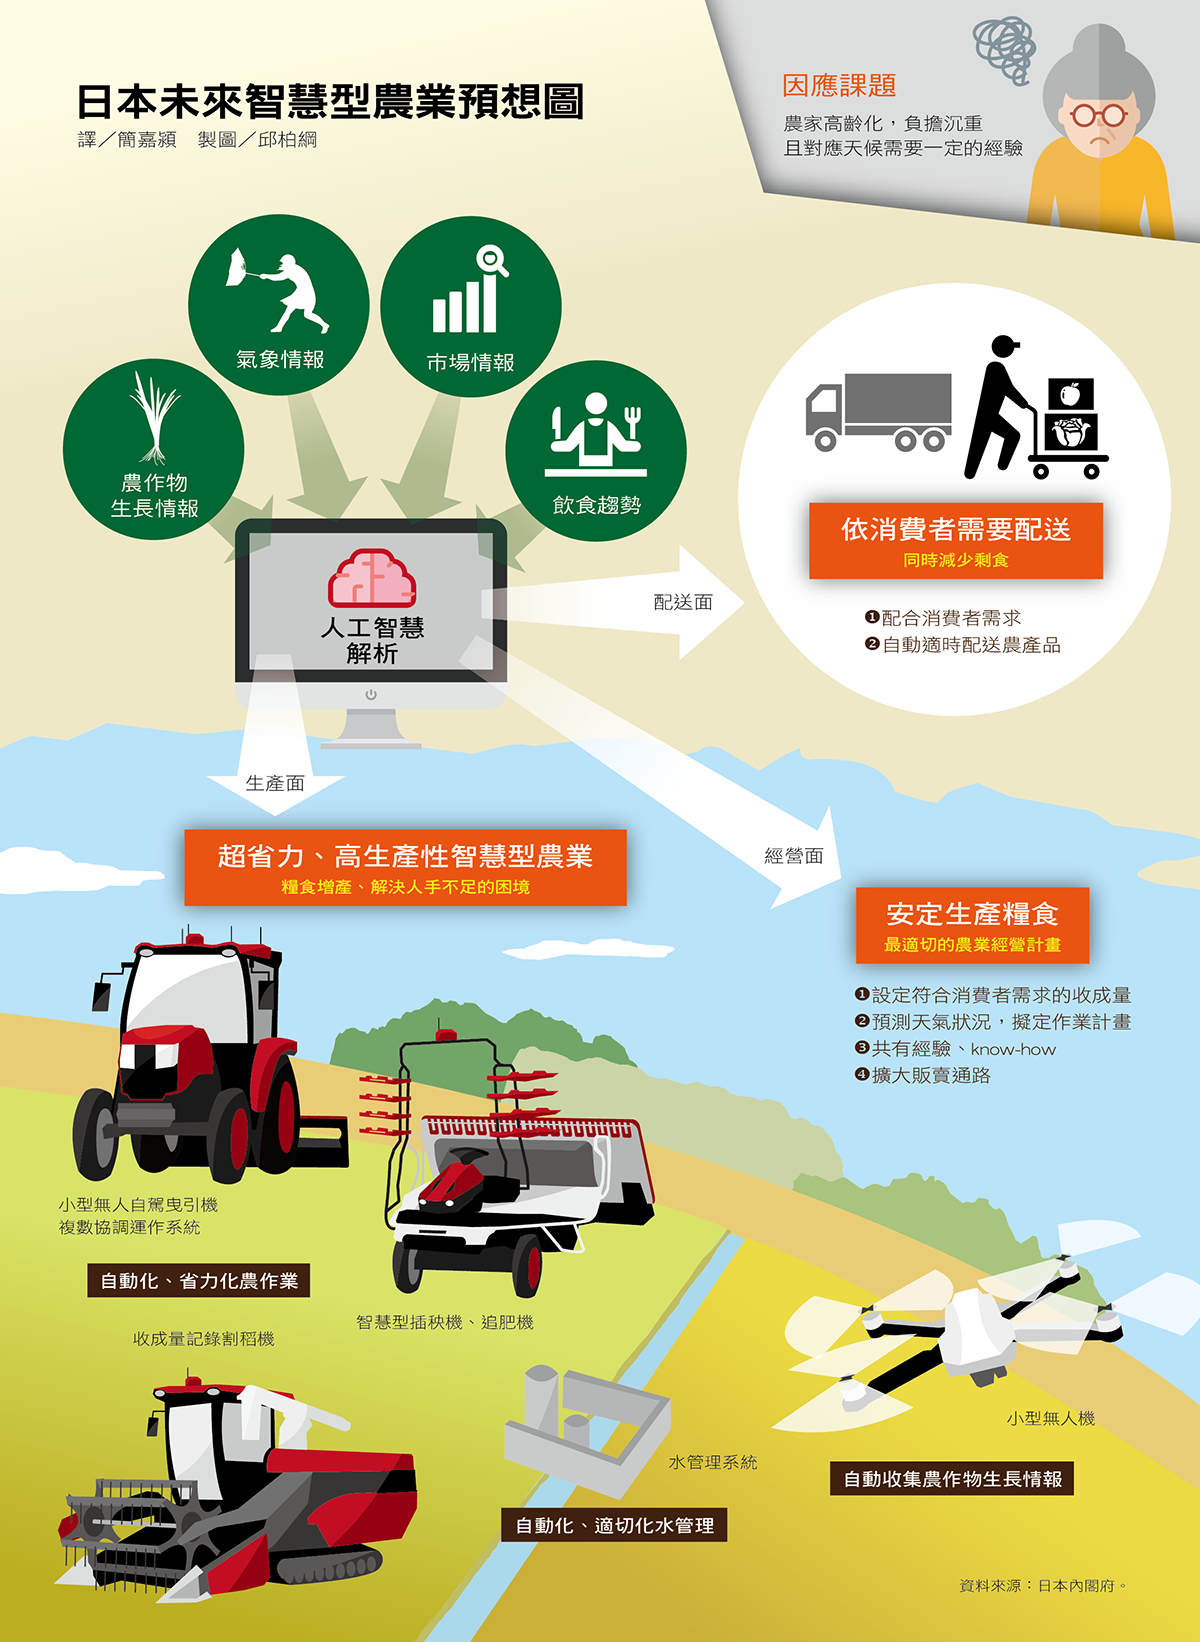 日本未來智慧型農業預想圖
譯／簡嘉潁　製圖／邱柏綱
因應課題
農家高齡化，負擔沉重
且對應天候需要一定的經驗
氣象情報
市場情報
農作物
生長情報
飲食趨勢
人工智慧
解析
配送面
依消費者需要配送
同時減少剩食
❶配合消費者需求
❷自動適時配送農產品
生產面
超省力、高生產性智慧型農業
糧食增產、解決人手不足的困境
經營面
安定生產糧食
最適切的農業經營計畫
❶設定符合消費者需求的收成量
❷預測天氣狀況，擬定作業計畫
❸共有經驗、know-how
❹擴大販賣通路
小型無人自駕曳引機
複數協調運作系統
自動化、省力化農作業
智慧型插秧機、追肥機
收成量記錄割稻機
水管理系統
自動化、適切化水管理
小型無人機
自動收集農作物生長情報
資料來源：日本內閣府。